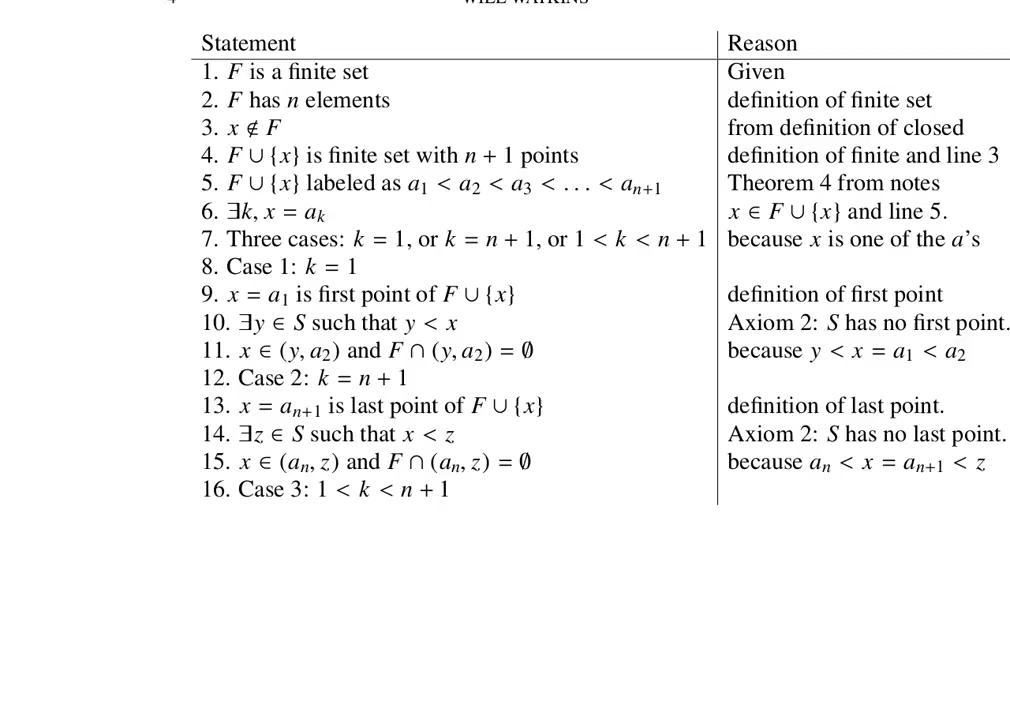 4 WILL WATKINS
Statement Reason
1. F is a finite set Given
2. F has n elements definition of finite set
3. x ∉ F from definition of closed
4. F ∪ {x} is finite set with n + 1 points definition of finite and line 3
5. F ∪ {x} labeled as a₁ < a₂ < a₃ < . . . < aₙ₊₁ Theorem 4 from notes
6. ∃k, x = aₖ x ∈ F ∪ {x} and line 5.
7. Three cases: k = 1, or k = n + 1, or 1 < k < n + 1 because x is one of the a’s
8. Case 1: k = 1
9. x = a₁ is first point of F ∪ {x} definition of first point
10. ∃y ∈ S such that y < x Axiom 2: S has no first point.
11. x ∈ (y, a₂) and F ∩ (y, a₂) = ∅ because y < x = a₁ < a₂
12. Case 2: k = n + 1
13. x = aₙ₊₁ is last point of F ∪ {x} definition of last point.
14. ∃z ∈ S such that x < z Axiom 2: S has no last point.
15. x ∈ (aₙ, z) and F ∩ (aₙ, z) = ∅ because aₙ < x = aₙ₊₁ < z
16. Case 3: 1 < k < n + 1